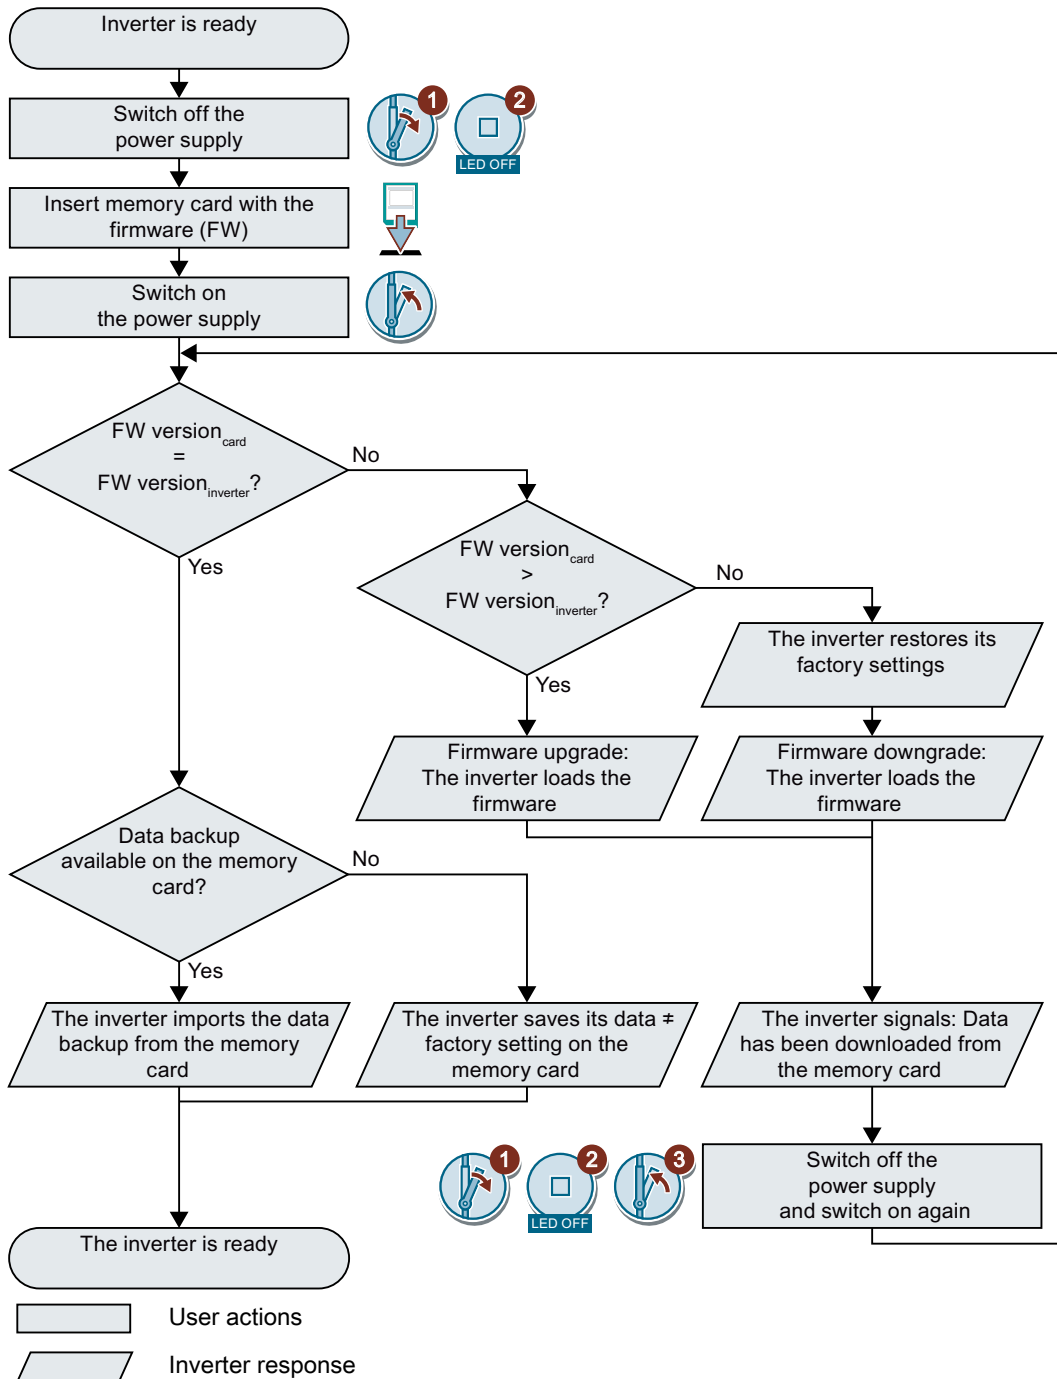 Inverter is ready
Switch off the
power supply
1
2
LED OFF
Insert memory card with the
firmware (FW)
Switch on
the power supply
FW version card
=
FW version inverter?
No
Yes
FW version card
>
FW version inverter?
No
Yes
The inverter restores its
factory settings
Firmware upgrade:
The inverter loads the
firmware
Firmware downgrade:
The inverter loads the
firmware
Data backup
available on the memory
card?
No
Yes
The inverter imports the data
backup from the memory
card
The inverter saves its data ≠
factory setting on the
memory card
The inverter signals: Data
has been downloaded from
the memory card
1
2
3
LED OFF
Switch off the
power supply
and switch on again
The inverter is ready
User actions
Inverter response